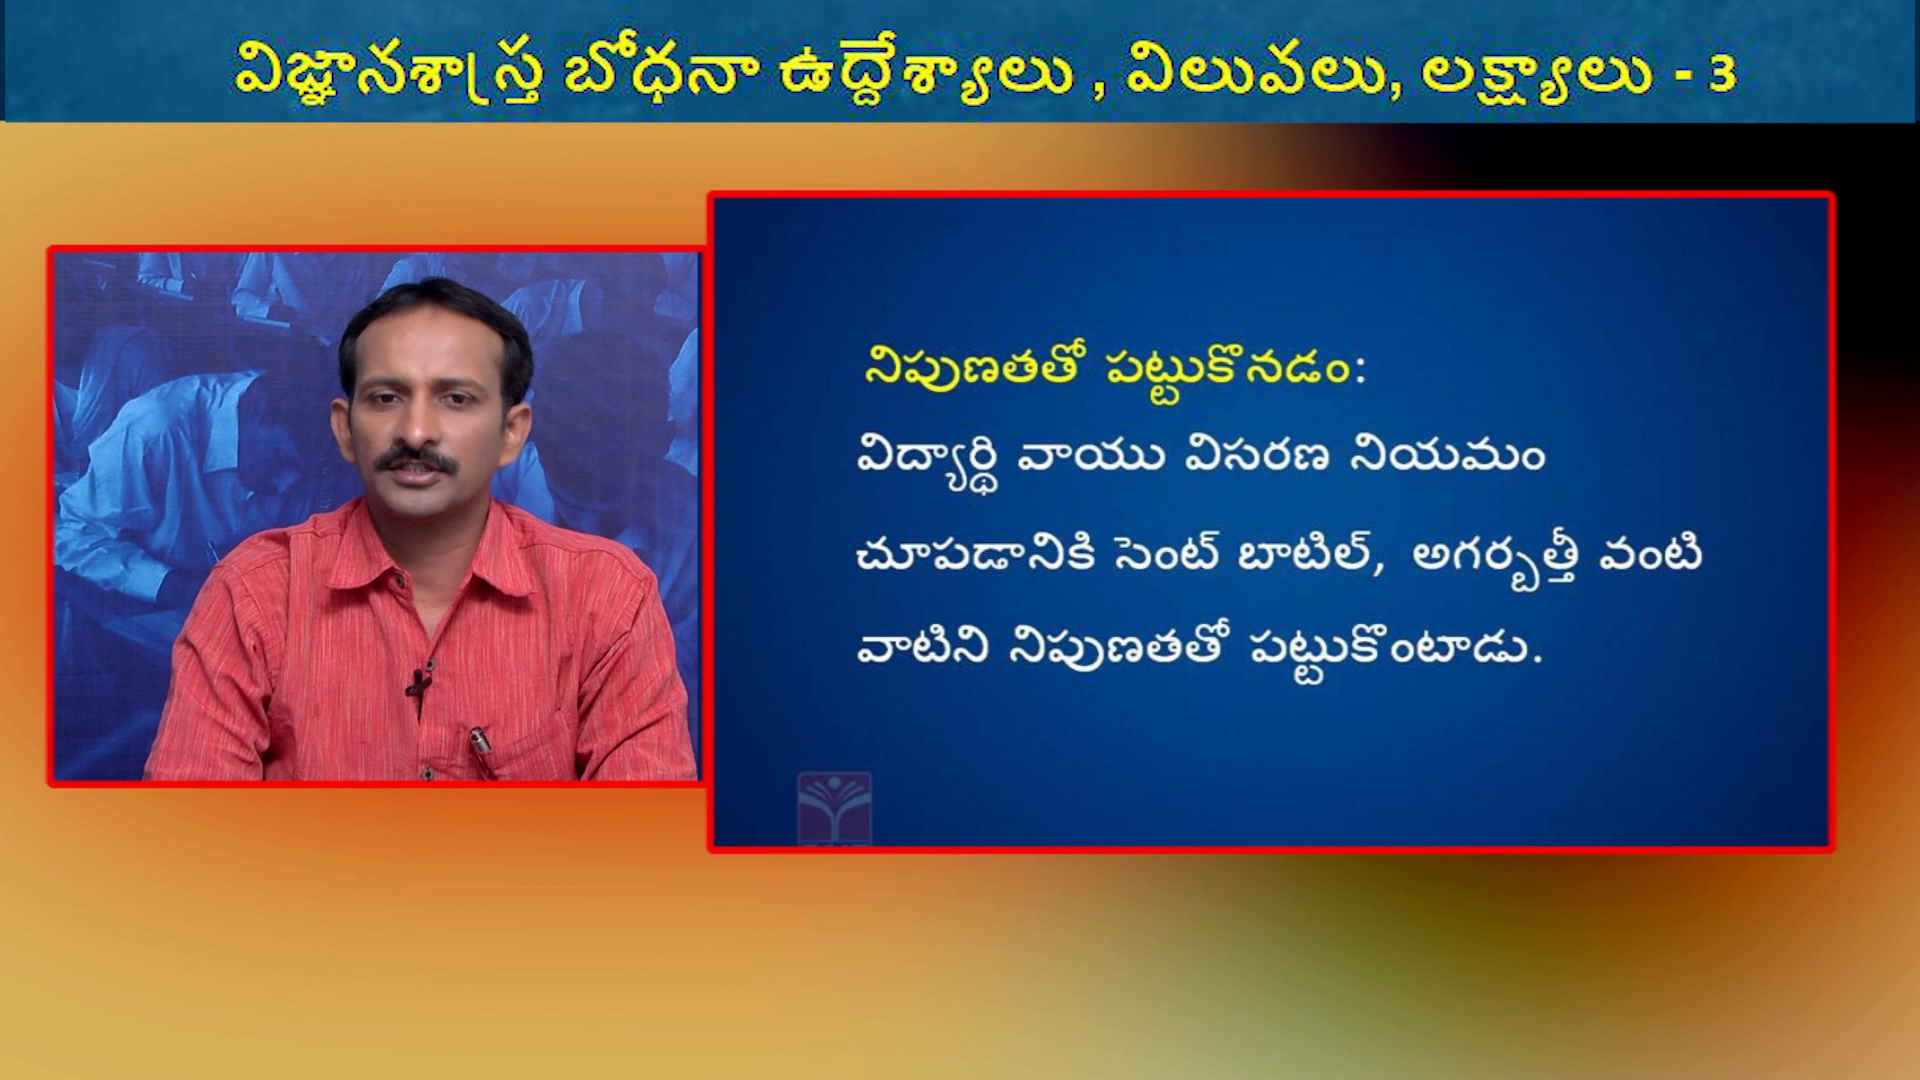 విజ్ఞానశాస్త్ర బోధనా ఉద్దేశ్యాలు , విలువలు, లక్ష్యాలు - 3
నిపుణతతో పట్టుకొనడం:
విద్యార్థి వాయు విసరణ నియమం
చూపడానికి సెంట్ బాటిల్, అగర్బత్తీ వంటి
వాటిని నిపుణతతో పట్టుకొంటాడు.